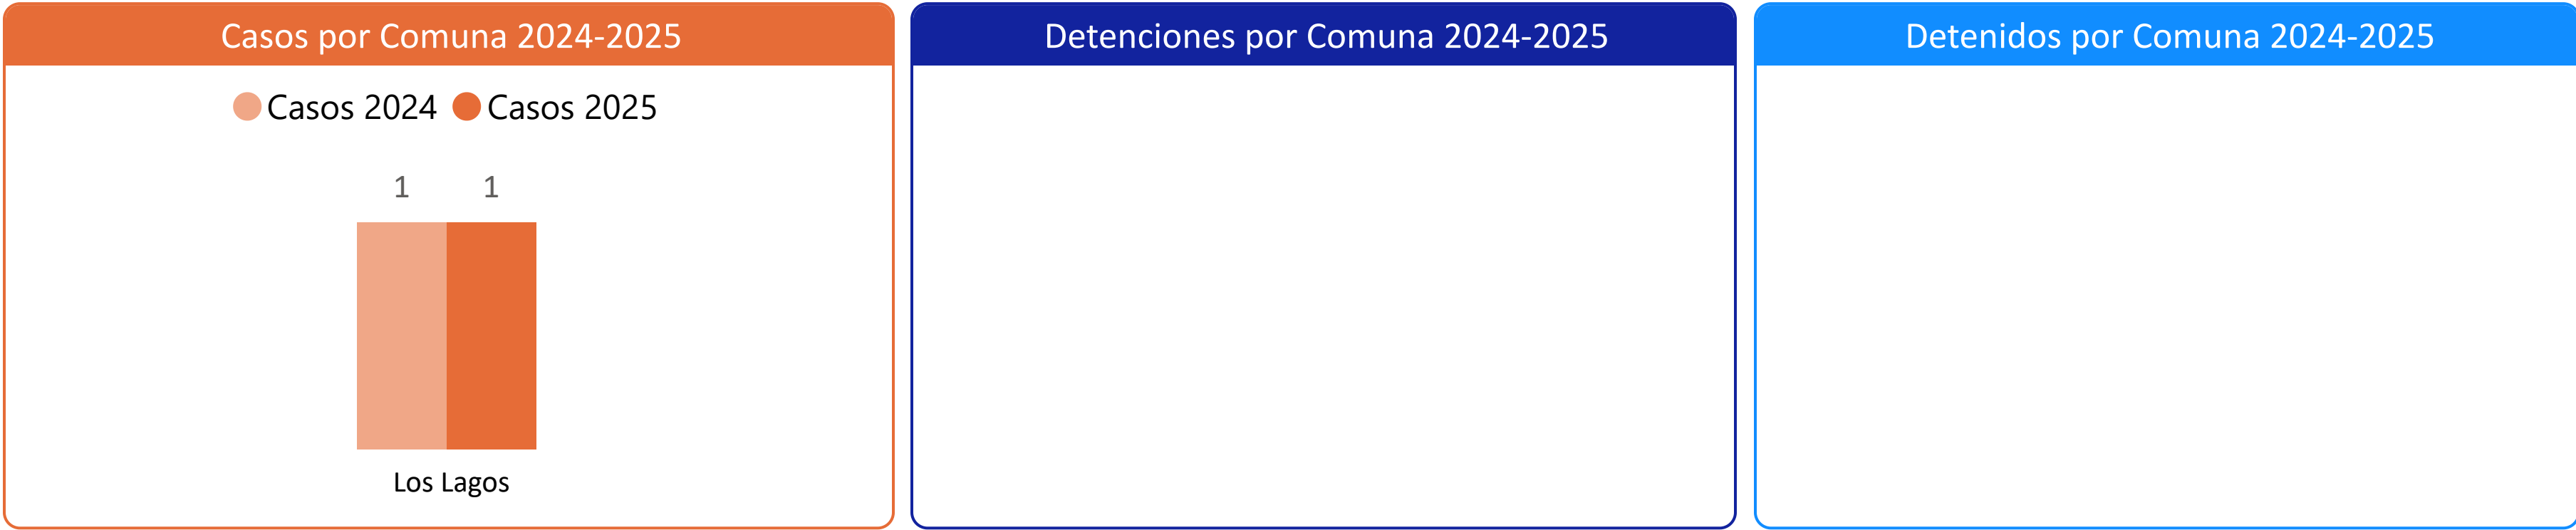 Casos por Comuna 2024-2025
Casos 2024 Casos 2025
1 1
Los Lagos
Detenciones por Comuna 2024-2025
Detenidos por Comuna 2024-2025